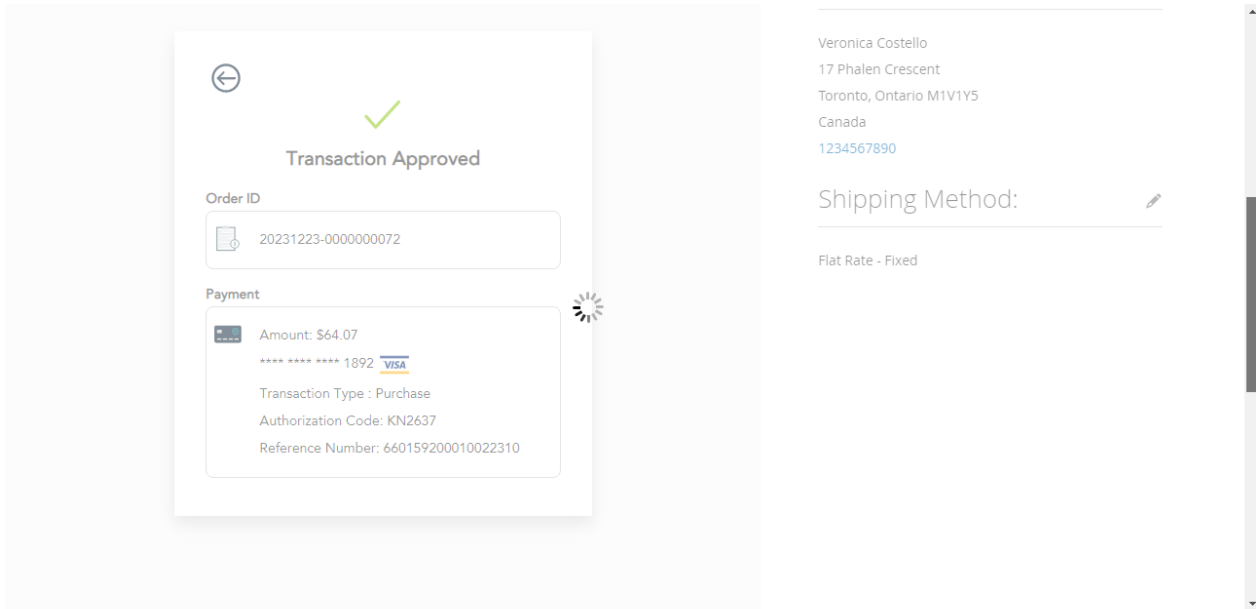 Transaction Approved
Order ID
20231223-0000000072
Payment
Amount: $64.07
**** **** **** 1892 VISA
Transaction Type : Purchase
Authorization Code: KN2637
Reference Number: 660159200010022310
Veronica Costello
17 Phalen Crescent
Toronto, Ontario M1V1Y5
Canada
1234567890
Shipping Method:
Flat Rate - Fixed